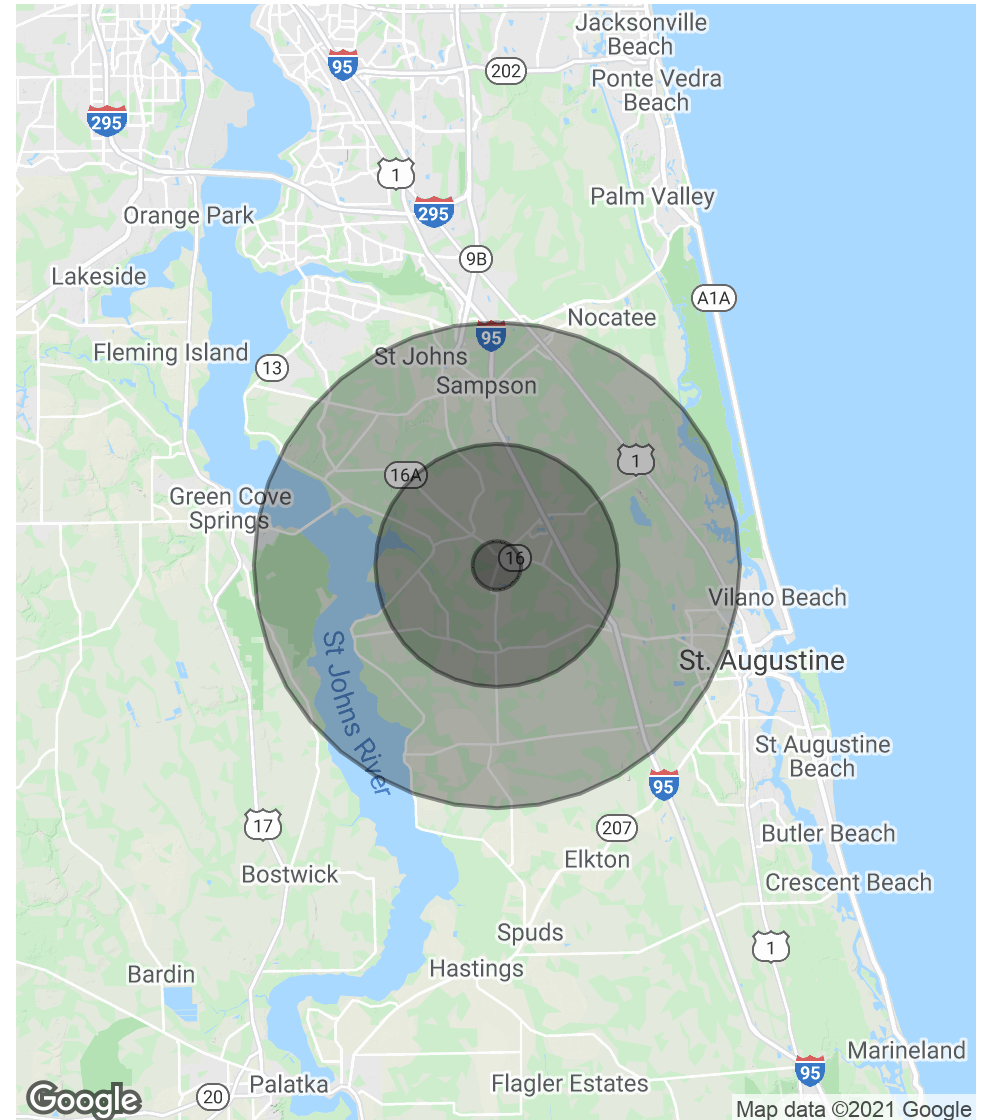 Jacksonville
Beach
95
202
Ponte Vedra
Beach
295
1
Palm Valley
Orange Park
295
9B
Lakeside
A1A
Nocatee
95
St Johns
Fleming Island
13
Sampson
1
16A
Green Cove
Springs
16
Vilano Beach
St. Augustine
St Johns River
St Augustine
Beach
95
17
207
Butler Beach
Elkton
Bostwick
Crescent Beach
Spuds
1
Hastings
Bardin
Marineland
95
Palatka
Flagler Estates
20
Google
Map data ©2021 Google